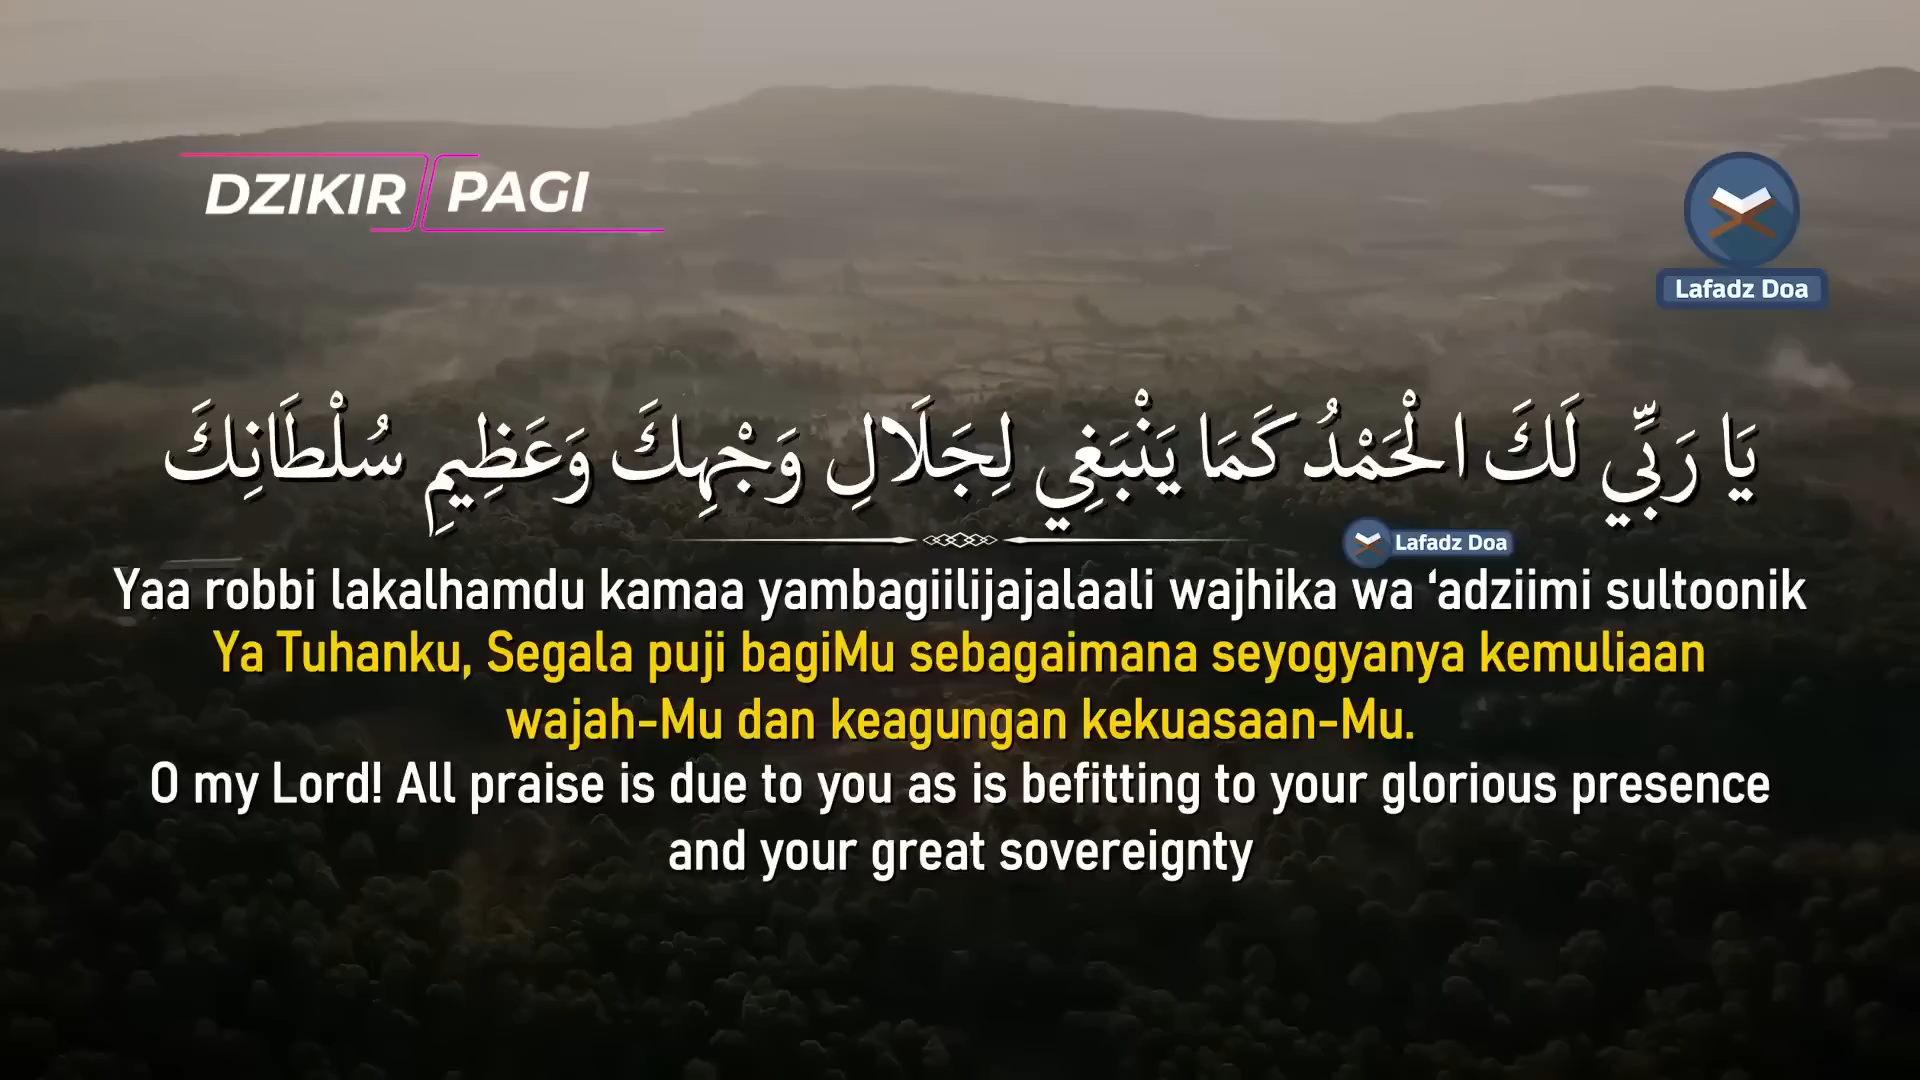 DZIKIR PAGI
Lafadz Doa
يَا رَبِّي لَكَ الْحَمْدُ كَمَا يَنْبَغِي لِجَلَالِ وَجْهِكَ وَعَظِيمِ سُلْطَانِكَ
Lafadz Doa
Yaa robbi lakalhamdu kamaa yambagiilijajalaali wajhika wa ‘adziimi sultoonik
Ya Tuhanku, Segala puji bagiMu sebagaimana seyogyanya kemuliaan
wajah-Mu dan keagungan kekuasaan-Mu.
O my Lord! All praise is due to you as is befitting to your glorious presence
and your great sovereignty